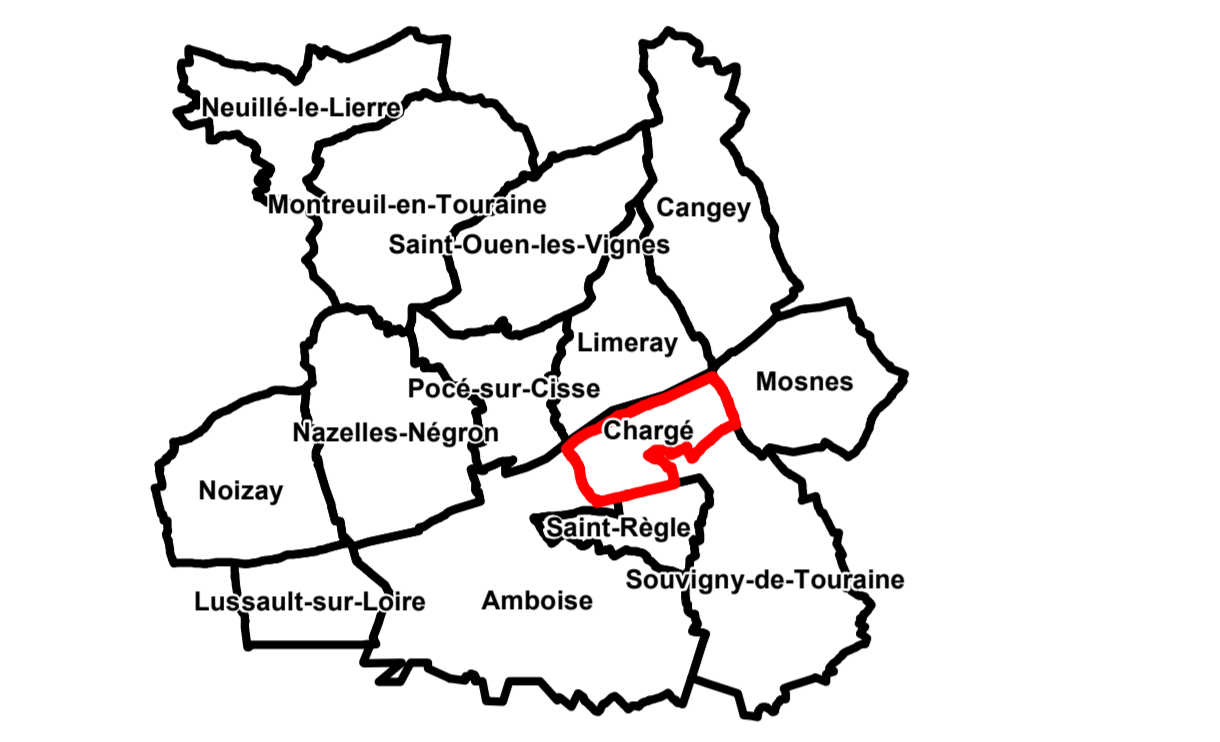 Neuillé-le-Lierre
Montreuil-en-Touraine
Cangey
Saint-Ouen-les-Vignes
Limeray
Mosnes
Pocé-sur-Cisse
Chargé
Nazelles-Négron
Noizay
Saint-Règle
Souvigny-de-Touraine
Lussault-sur-Loire
Amboise